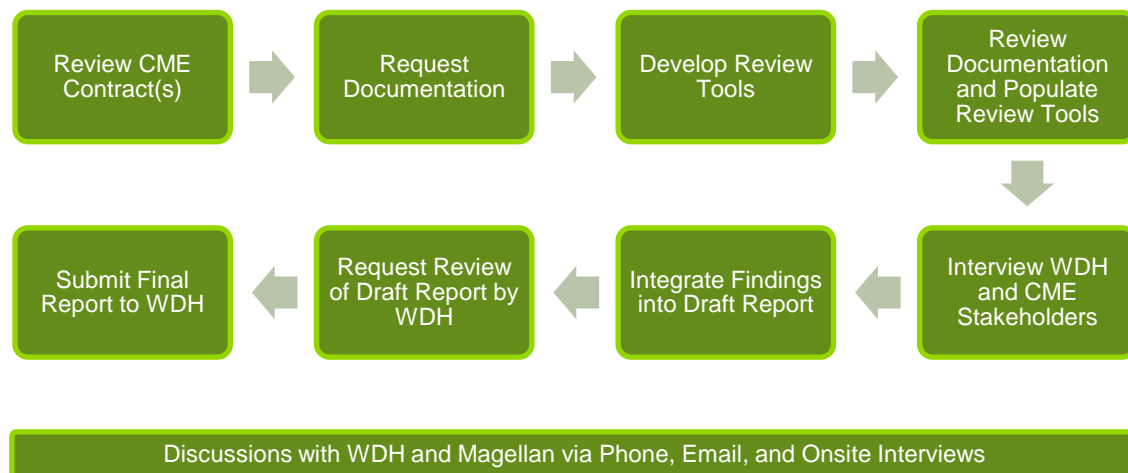 Review CME
Contract(s)
Request
Documentation
Develop Review
Tools
Review
Documentation
and Populate
Review Tools
Interview WDH
and CME
Stakeholders
Integrate Findings
into Draft Report
Request Review
of Draft Report by
WDH
Submit Final
Report to WDH
Discussions with WDH and Magellan via Phone, Email, and Onsite Interviews